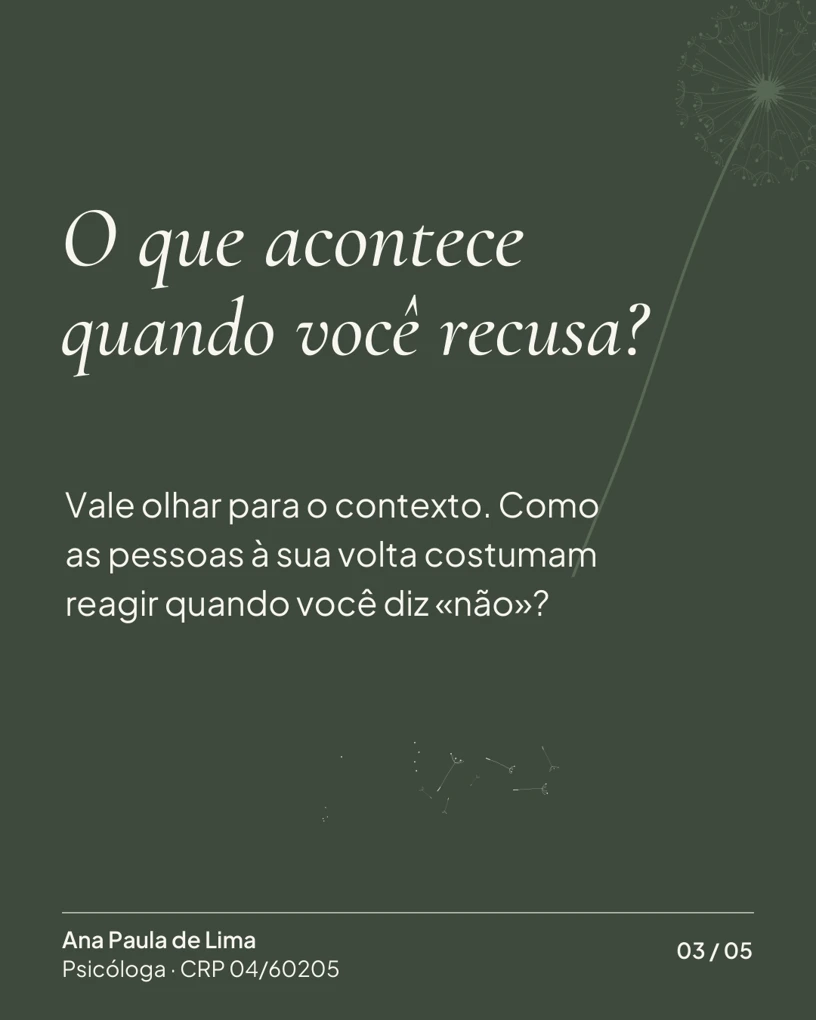 O que acontece
quando você recusa?
Vale olhar para o contexto. Como
as pessoas à sua volta costumam
reagir quando você diz «não»?
Ana Paula de Lima
Psicóloga · CRP 04/60205
03 / 05